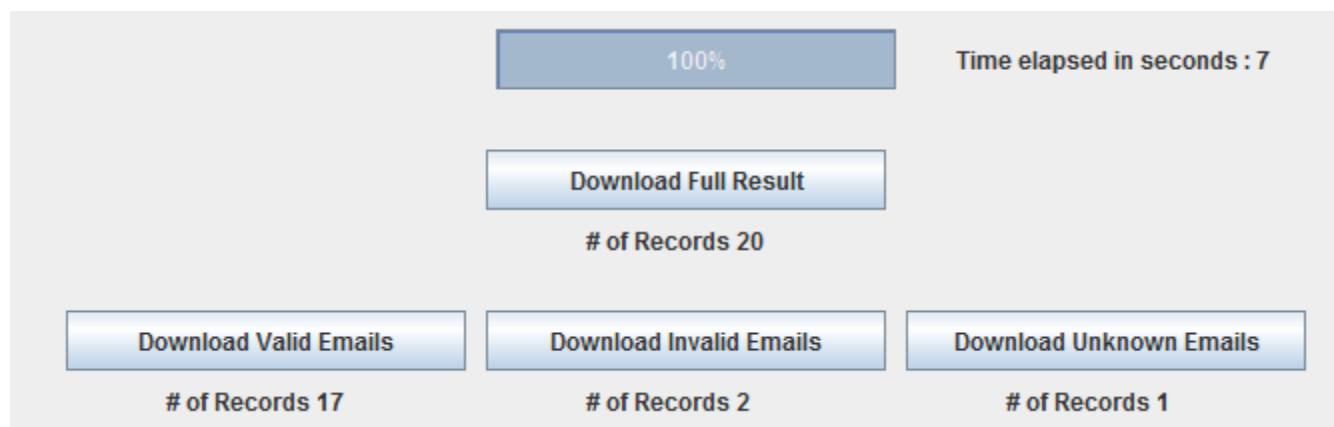 100%
Time elapsed in seconds : 7
Download Full Result
# of Records 20
Download Valid Emails
Download Invalid Emails
Download Unknown Emails
# of Records 17
# of Records 2
# of Records 1